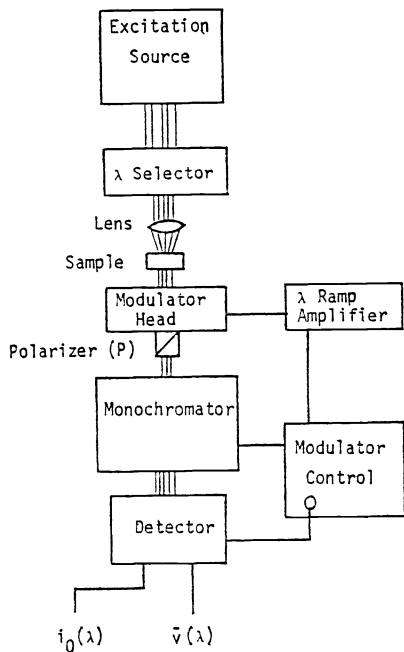 Excitation
Source
λ Selector
Lens
Sample
Modulator
Head
λ Ramp
Amplifier
Polarizer (P)
Monochromator
Modulator
Control
Detector
i₀(λ)
v̄(λ)